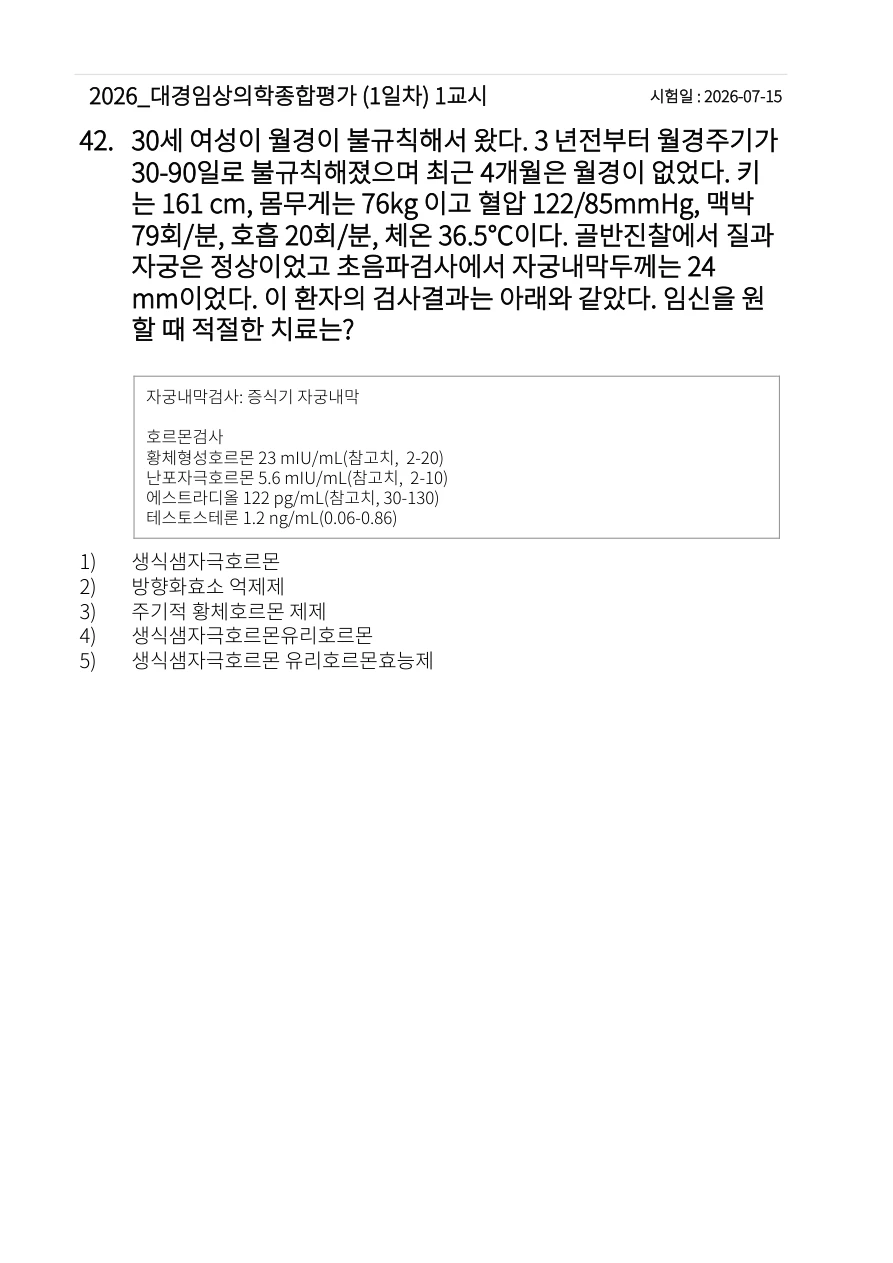 2026_대경임상의학종합평가 (1일차) 1교시
시험일 : 2026-07-15
42. 30세 여성이 월경이 불규칙해서 왔다. 3 년전부터 월경주기가
30-90일로 불규칙해졌으며 최근 4개월은 월경이 없었다. 키
는 161 cm, 몸무게는 76kg 이고 혈압 122/85mmHg, 맥박
79회/분, 호흡 20회/분, 체온 36.5℃이다. 골반진찰에서 질과
자궁은 정상이었고 초음파검사에서 자궁내막두께는 24
mm이었다. 이 환자의 검사결과는 아래와 같았다. 임신을 원
할 때 적절한 치료는?
자궁내막검사: 증식기 자궁내막
호르몬검사
황체형성호르몬 23 mIU/mL(참고치,  2-20)
난포자극호르몬 5.6 mIU/mL(참고치,  2-10)
에스트라디올 122 pg/mL(참고치, 30-130)
테스토스테론 1.2 ng/mL(0.06-0.86)
1) 생식샘자극호르몬
2) 방향화효소 억제제
3) 주기적 황체호르몬 제제
4) 생식샘자극호르몬유리호르몬
5) 생식샘자극호르몬 유리호르몬효능제